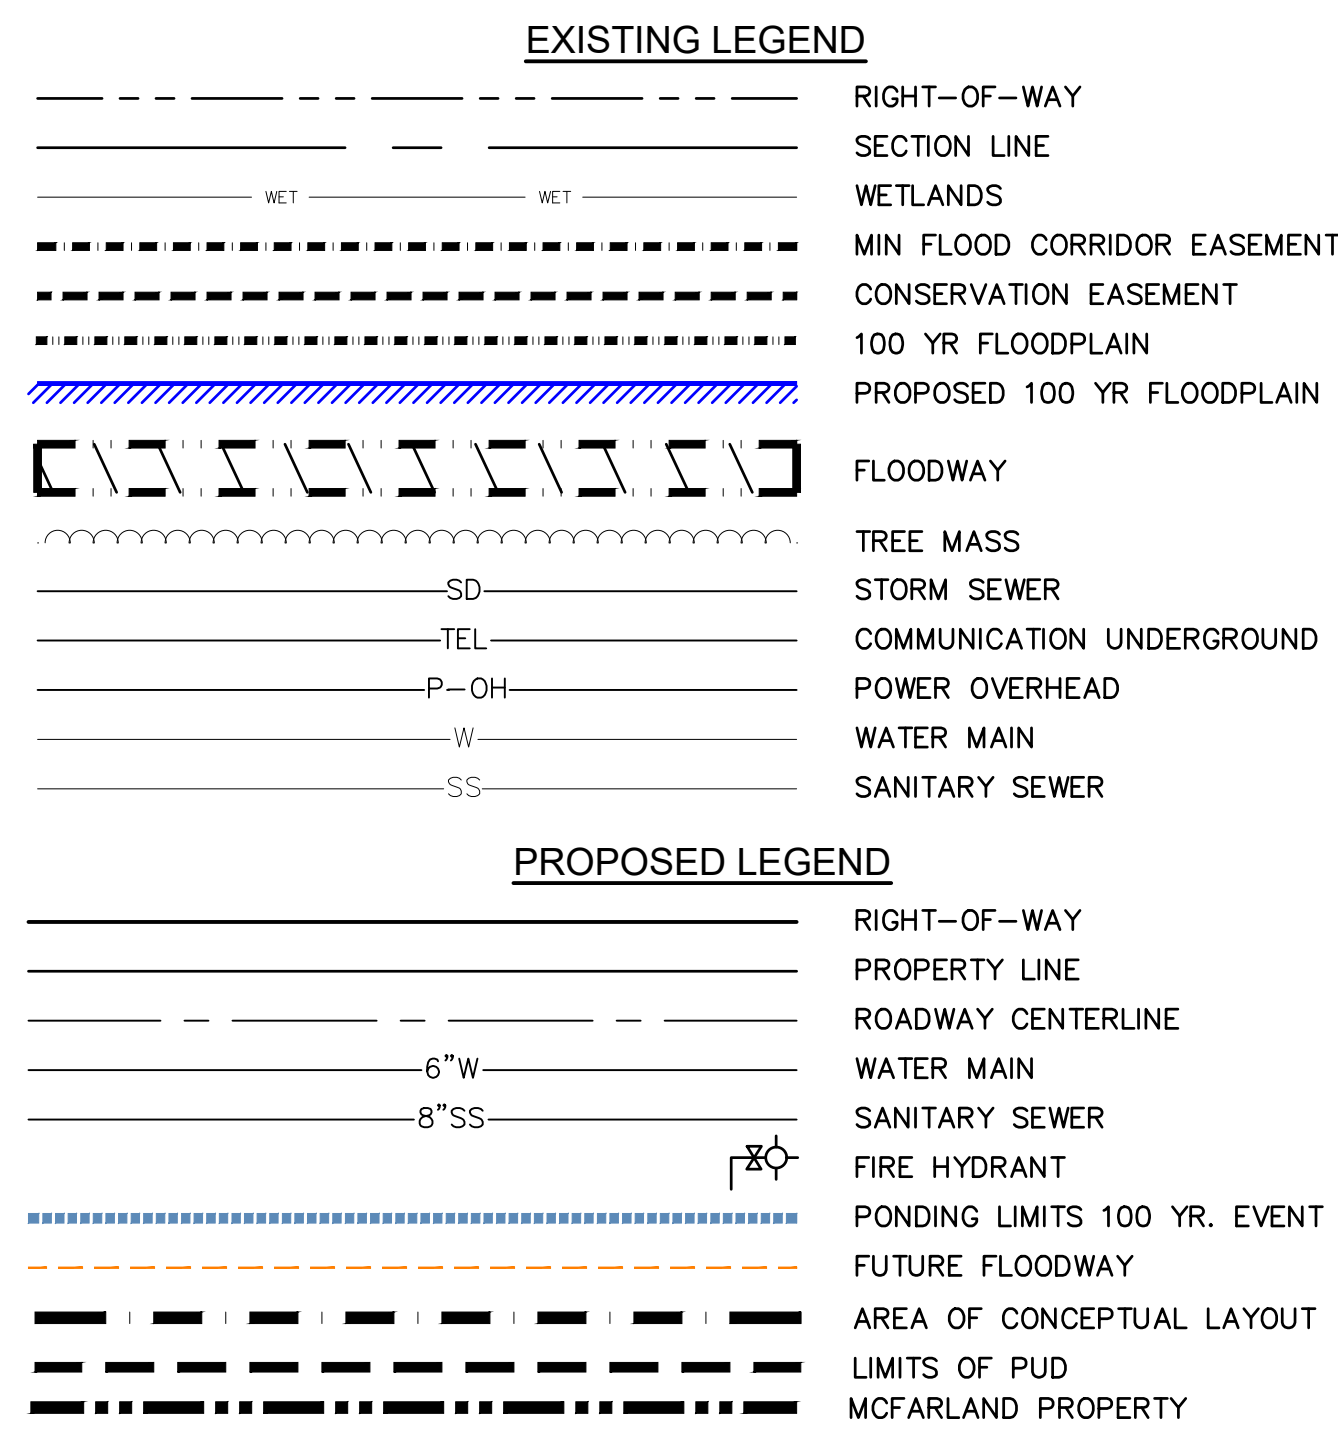 EXISTING LEGEND
RIGHT-OF-WAY
SECTION LINE
WET WET WETLANDS
MIN FLOOD CORRIDOR EASEMENT
CONSERVATION EASEMENT
100 YR FLOODPLAIN
PROPOSED 100 YR FLOODPLAIN
FLOODWAY
TREE MASS
SD STORM SEWER
TEL COMMUNICATION UNDERGROUND
P-OH POWER OVERHEAD
W WATER MAIN
SS SANITARY SEWER
PROPOSED LEGEND
RIGHT-OF-WAY
PROPERTY LINE
ROADWAY CENTERLINE
6"W WATER MAIN
8"SS SANITARY SEWER
FIRE HYDRANT
PONDING LIMITS 100 YR. EVENT
FUTURE FLOODWAY
AREA OF CONCEPTUAL LAYOUT
LIMITS OF PUD
MCFARLAND PROPERTY